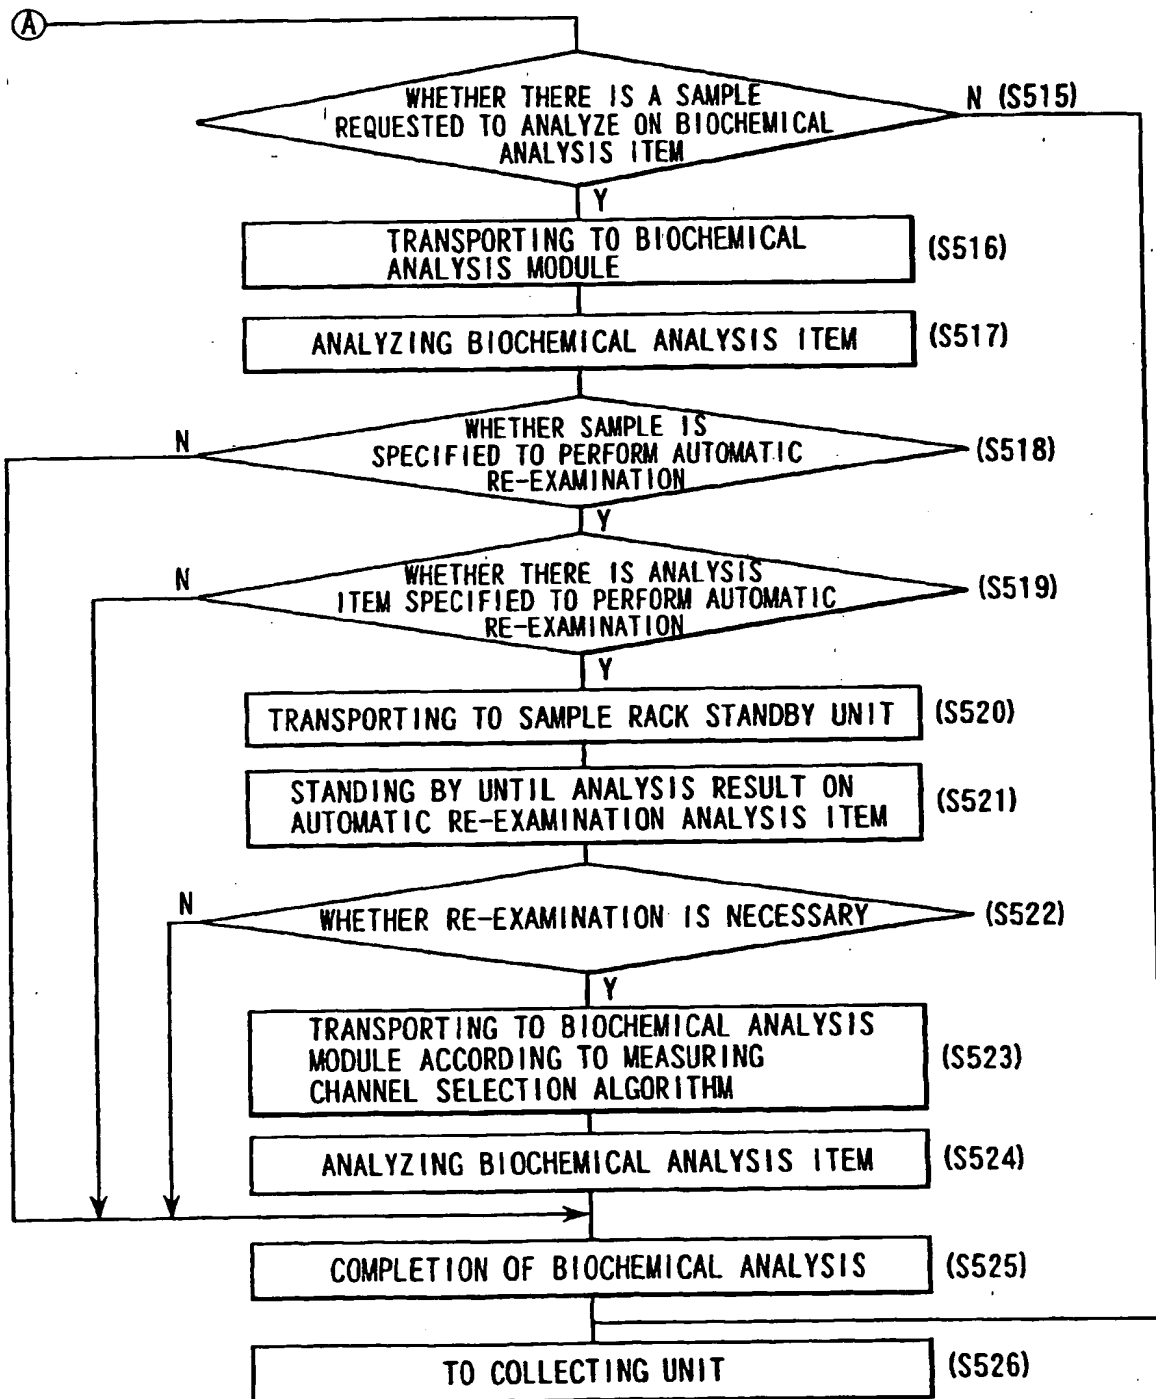 A
WHETHER THERE IS A SAMPLE
REQUESTED TO ANALYZE ON BIOCHEMICAL
ANALYSIS ITEM
N (S515)
Y
TRANSPORTING TO BIOCHEMICAL
ANALYSIS MODULE
(S516)
ANALYZING BIOCHEMICAL ANALYSIS ITEM
(S517)
N
WHETHER SAMPLE IS
SPECIFIED TO PERFORM AUTOMATIC
RE-EXAMINATION
(S518)
Y
N
WHETHER THERE IS ANALYSIS
ITEM SPECIFIED TO PERFORM AUTOMATIC
RE-EXAMINATION
(S519)
Y
TRANSPORTING TO SAMPLE RACK STANDBY UNIT
(S520)
STANDING BY UNTIL ANALYSIS RESULT ON
AUTOMATIC RE-EXAMINATION ANALYSIS ITEM
(S521)
N
WHETHER RE-EXAMINATION IS NECESSARY
(S522)
Y
TRANSPORTING TO BIOCHEMICAL ANALYSIS
MODULE ACCORDING TO MEASURING
CHANNEL SELECTION ALGORITHM
(S523)
ANALYZING BIOCHEMICAL ANALYSIS ITEM
(S524)
COMPLETION OF BIOCHEMICAL ANALYSIS
(S525)
TO COLLECTING UNIT
(S526)